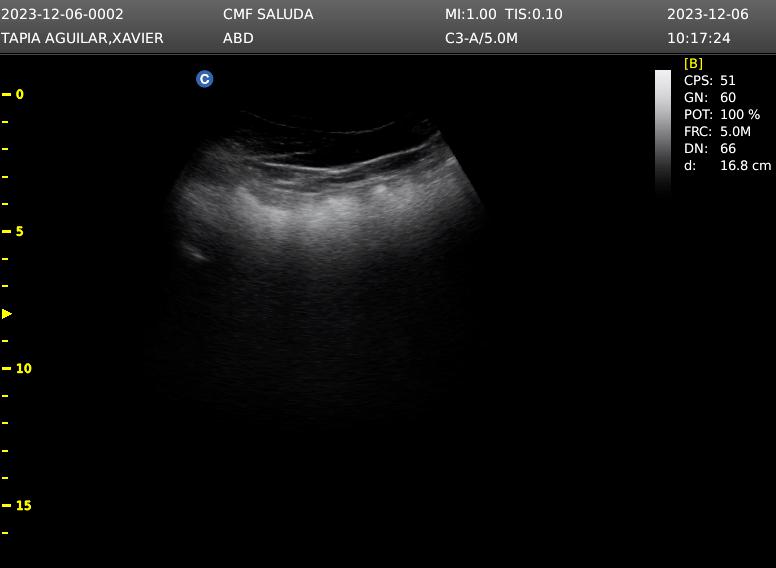 2023-12-06-0002 CMF SALUDA MI:1.00 TIS:0.10 2023-12-06
TAPIA AGUILAR,XAVIER ABD C3-A/5.0M 10:17:24
C
[B]
CPS: 51
GN: 60
POT: 100 %
FRC: 5.0M
DN: 66
d: 16.8 cm
0
5
10
15